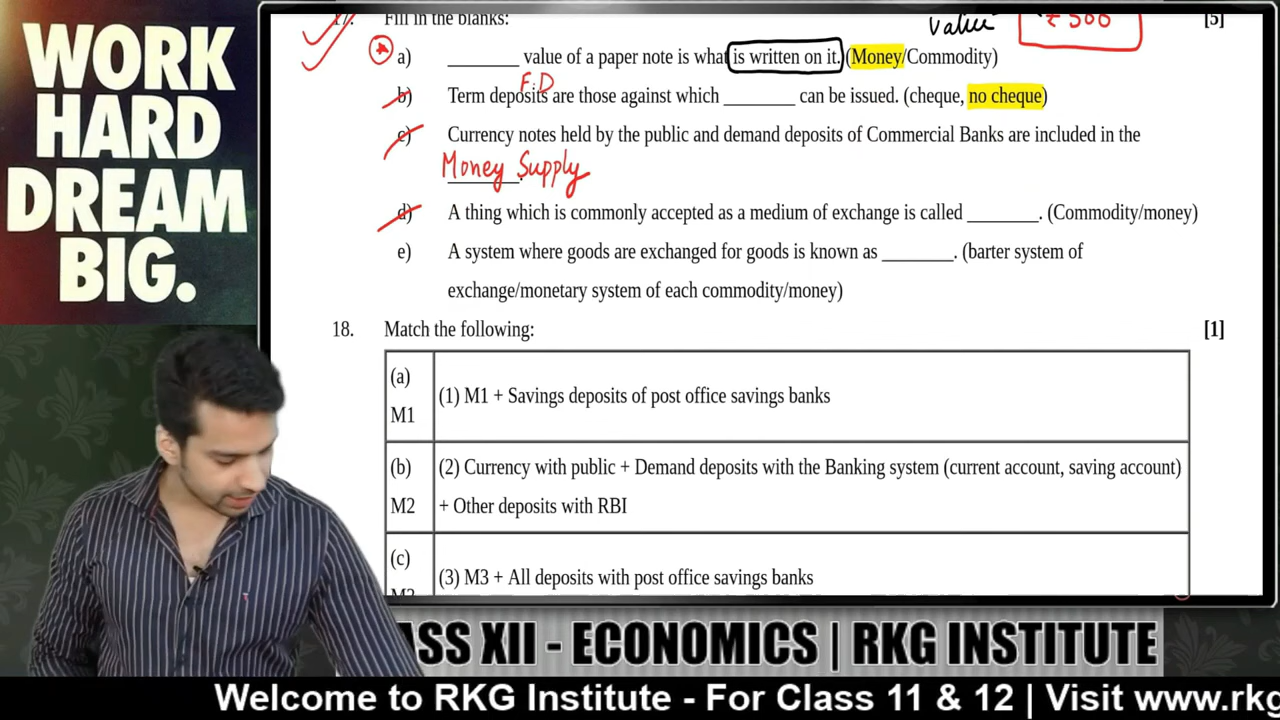 WORK
HARD
DREAM
BIG.
17. Fill in the blanks: [5]
Value
₹500
a) ________ value of a paper note is what is written on it. (Money/Commodity)
F.D
b) Term deposits are those against which ________ can be issued. (cheque, no cheque)
c) Currency notes held by the public and demand deposits of Commercial Banks are included in the
Money Supply
________.
d) A thing which is commonly accepted as a medium of exchange is called ________. (Commodity/money)
e) A system where goods are exchanged for goods is known as ________. (barter system of
exchange/monetary system of each commodity/money)
18. Match the following: [1]
(a)
M1
(1) M1 + Savings deposits of post office savings banks
(b)
M2
(2) Currency with public + Demand deposits with the Banking system (current account, saving account)
+ Other deposits with RBI
(c)
(3) M3 + All deposits with post office savings banks
ASS XII - ECONOMICS | RKG INSTITUTE
Welcome to RKG Institute - For Class 11 & 12 | Visit www.rkg